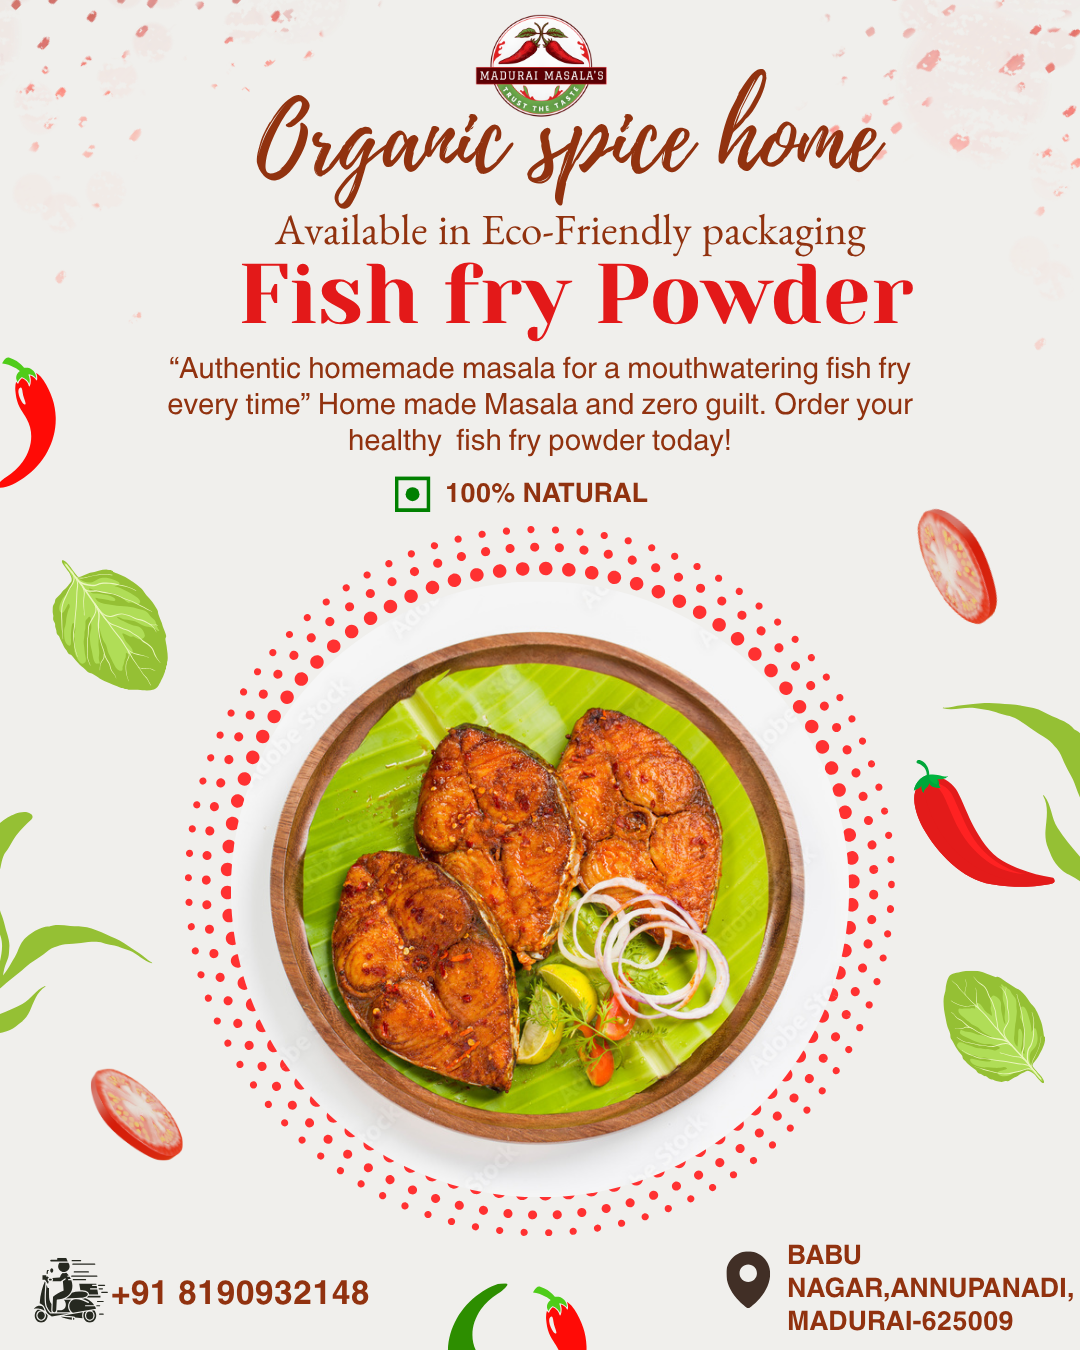 MADURAI MASALA'S
TRUST THE TASTE
Organic spice home
Available in Eco-Friendly packaging
Fish fry Powder
“Authentic homemade masala for a mouthwatering fish fry
every time” Home made Masala and zero guilt. Order your
healthy  fish fry powder today!
100% NATURAL
Adobe Stock
+91 8190932148
BABU
NAGAR,ANNUPANADI,
MADURAI-625009